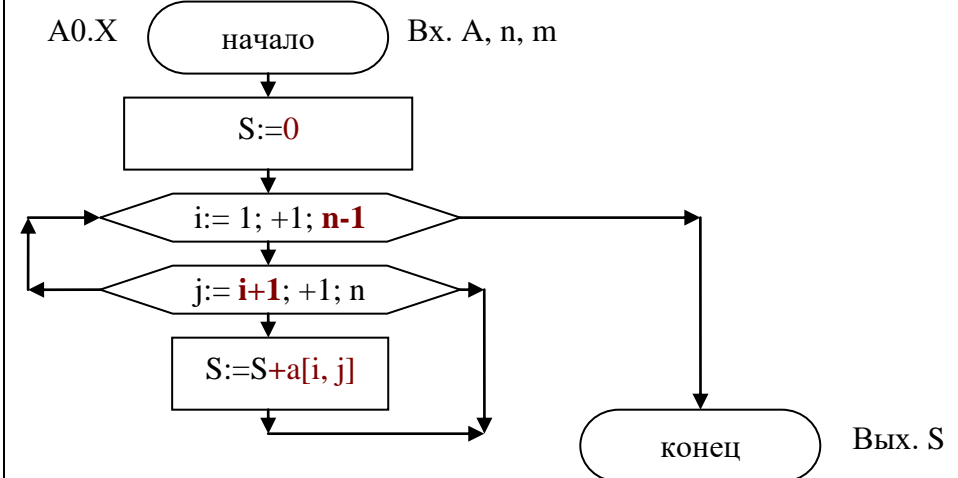 A0.X
начало
Вх. A, n, m
S:=0
i:= 1; +1; n-1
j:= i+1; +1; n
S:=S+a[i, j]
конец
Вых. S